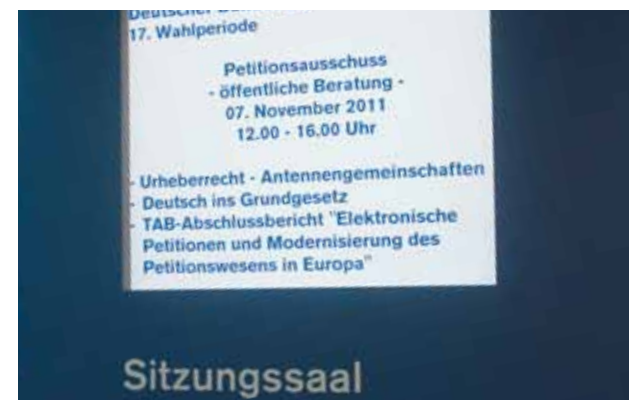 Deutscher
17. Wahlperiode
Petitionsausschuss
- öffentliche Beratung -
07. November 2011
12.00 - 16.00 Uhr
- Urheberrecht - Antennengemeinschaften
- Deutsch ins Grundgesetz
- TAB-Abschlussbericht "Elektronische
Petitionen und Modernisierung des
Petitionswesens in Europa"
Sitzungssaal